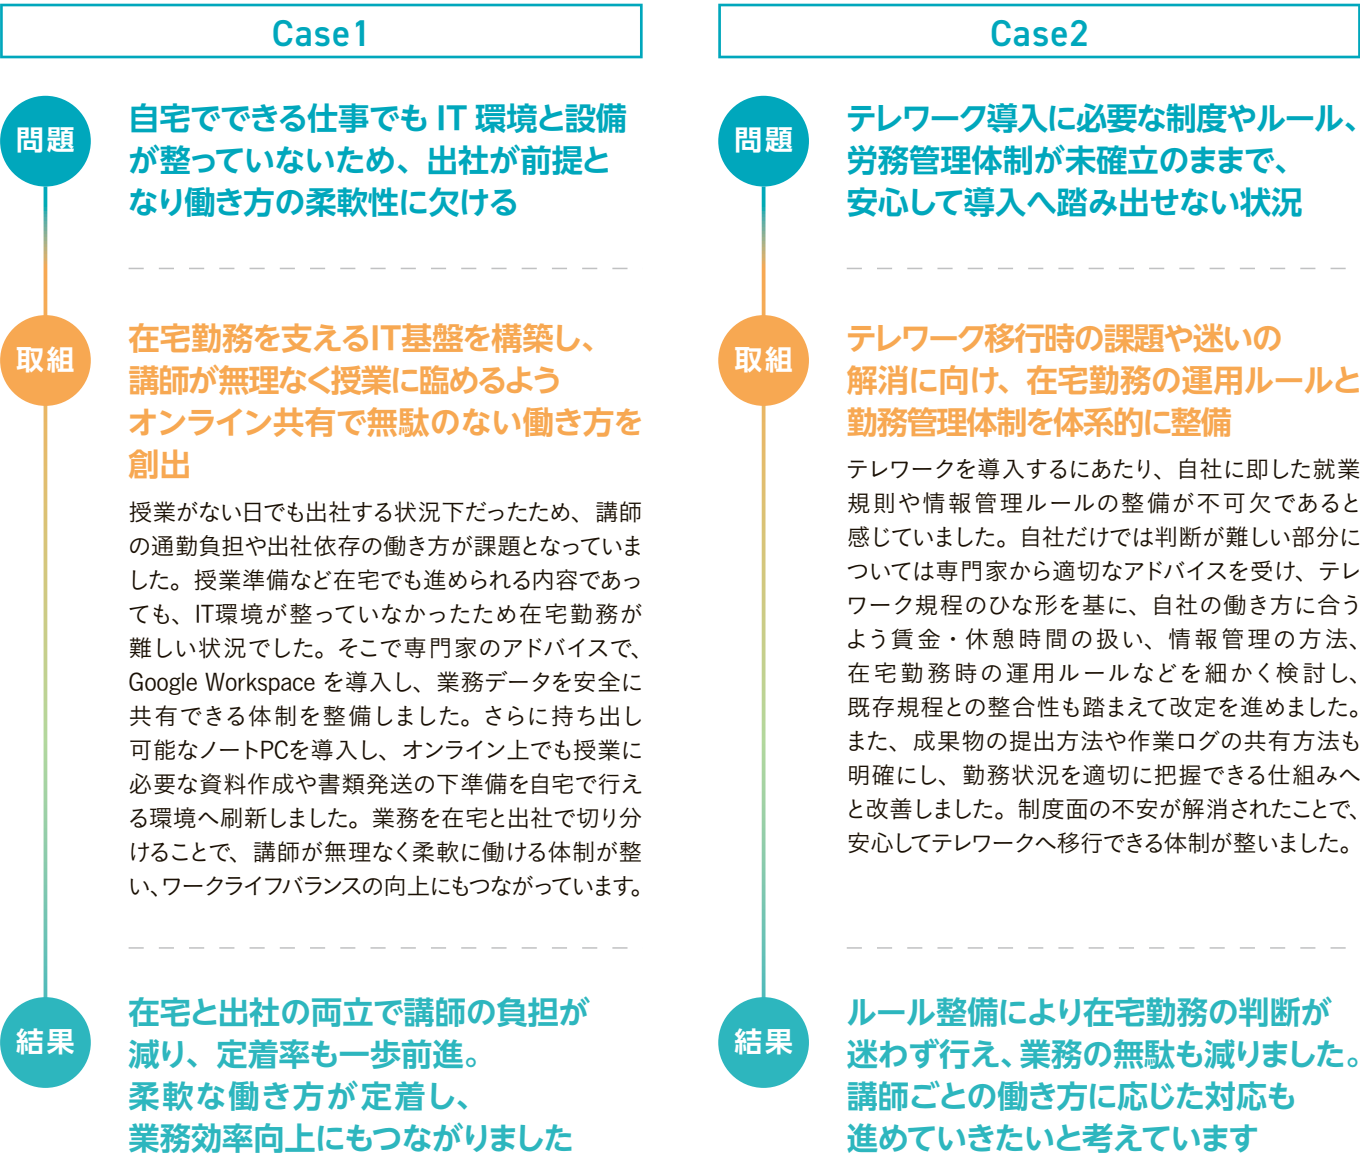 Case1
問題
自宅でできる仕事でも IT 環境と設備
が整っていないため、出社が前提と
なり働き方の柔軟性に欠ける
取組
在宅勤務を支えるIT基盤を構築し、
講師が無理なく授業に臨めるよう
オンライン共有で無駄のない働き方を
創出
授業がない日でも出社する状況下だったため、講師
の通勤負担や出社依存の働き方が課題となっていま
した。授業準備など在宅でも進められる内容であっ
ても、IT環境が整っていなかったため在宅勤務が
難しい状況でした。そこで専門家のアドバイスで、
Google Workspace を導入し、業務データを安全に
共有できる体制を整備しました。さらに持ち出し
可能なノートPCを導入し、オンライン上でも授業に
必要な資料作成や書類発送の下準備を自宅で行え
る環境へ刷新しました。業務を在宅と出社で切り分
けることで、講師が無理なく柔軟に働ける体制が整
い、ワークライフバランスの向上にもつながっています。
結果
在宅と出社の両立で講師の負担が
減り、定着率も一歩前進。
柔軟な働き方が定着し、
業務効率向上にもつながりました
Case2
問題
テレワーク導入に必要な制度やルール、
労務管理体制が未確立のままで、
安心して導入へ踏み出せない状況
取組
テレワーク移行時の課題や迷いの
解消に向け、在宅勤務の運用ルールと
勤務管理体制を体系的に整備
テレワークを導入するにあたり、自社に即した就業
規則や情報管理ルールの整備が不可欠であると
感じていました。自社だけでは判断が難しい部分に
ついては専門家から適切なアドバイスを受け、テレ
ワーク規程のひな形を基に、自社の働き方に合う
よう賃金・休憩時間の扱い、情報管理の方法、
在宅勤務時の運用ルールなどを細かく検討し、
既存規程との整合性も踏まえて改定を進めました。
また、成果物の提出方法や作業ログの共有方法も
明確にし、勤務状況を適切に把握できる仕組みへ
と改善しました。制度面の不安が解消されたことで、
安心してテレワークへ移行できる体制が整いました。
結果
ルール整備により在宅勤務の判断が
迷わず行え、業務の無駄も減りました。
講師ごとの働き方に応じた対応も
進めていきたいと考えています